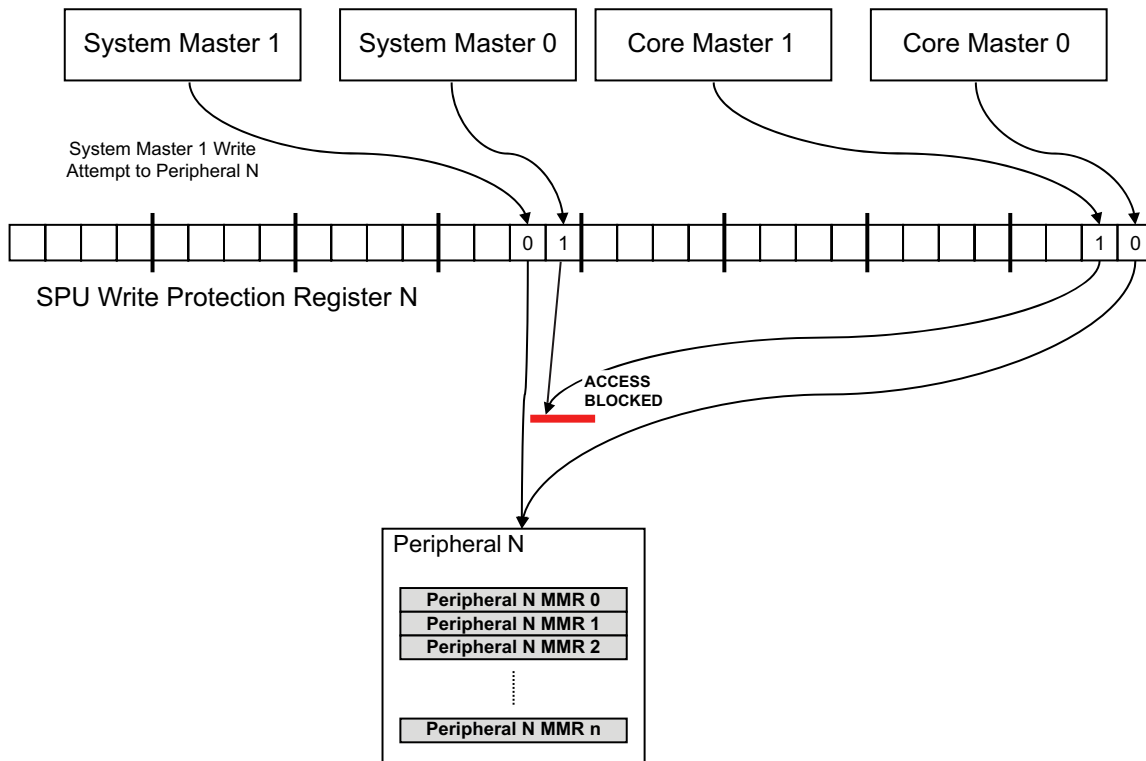 System Master 1
System Master 0
Core Master 1
Core Master 0
System Master 1 Write
Attempt to Peripheral N
0 1 1 0
SPU Write Protection Register N
ACCESS
BLOCKED
Peripheral N
Peripheral N MMR 0
Peripheral N MMR 1
Peripheral N MMR 2
Peripheral N MMR n